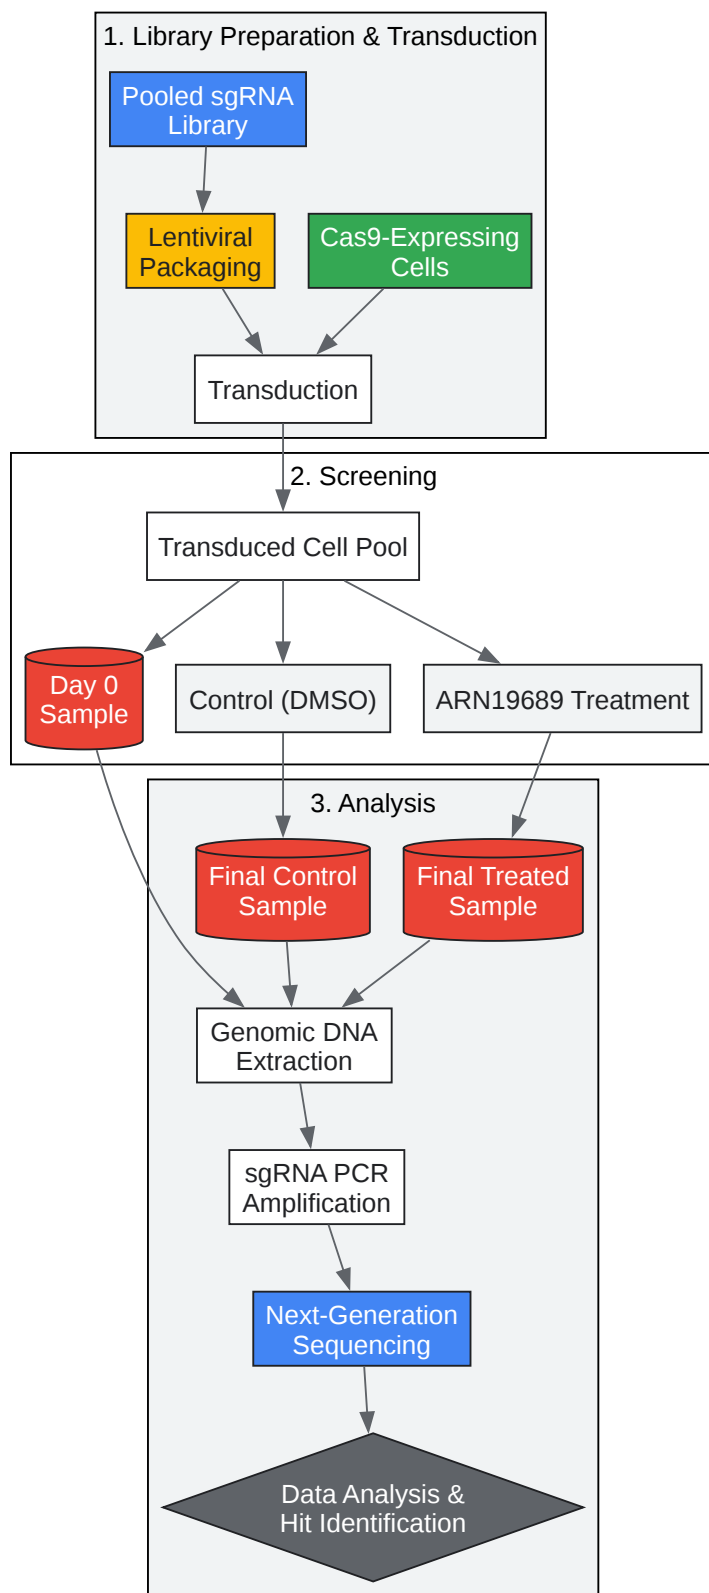 1. Library Preparation & Transduction
Pooled sgRNA
Library
Lentiviral
Packaging
Cas9-Expressing
Cells
Transduction
2. Screening
Transduced Cell Pool
Day 0
Sample
Control (DMSO)
ARN19689 Treatment
3. Analysis
Final Control
Sample
Final Treated
Sample
Genomic DNA
Extraction
sgRNA PCR
Amplification
Next-Generation
Sequencing
Data Analysis &
Hit Identification